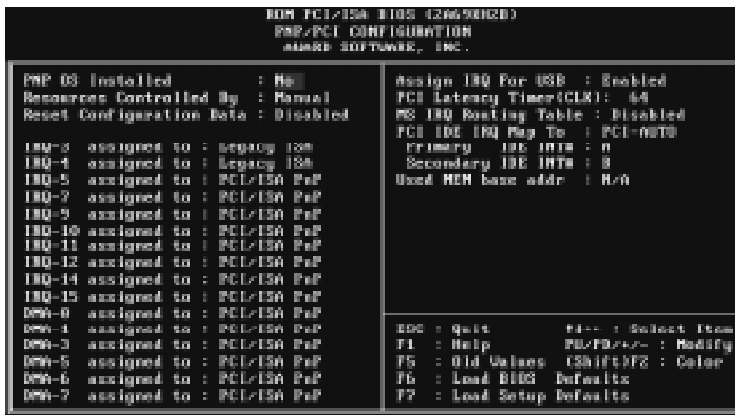 ROM PCI/ISA BIOS (2A69KHZD)
PNP/PCI CONFIGURATION
AWARD SOFTWARE, INC.
PNP OS Installed : No
Resources Controlled By : Manual
Reset Configuration Data : Disabled
IRQ-3 assigned to : Legacy ISA
IRQ-4 assigned to : Legacy ISA
IRQ-5 assigned to : PCI/ISA PnP
IRQ-7 assigned to : PCI/ISA PnP
IRQ-9 assigned to : PCI/ISA PnP
IRQ-10 assigned to : PCI/ISA PnP
IRQ-11 assigned to : PCI/ISA PnP
IRQ-12 assigned to : PCI/ISA PnP
IRQ-14 assigned to : PCI/ISA PnP
IRQ-15 assigned to : PCI/ISA PnP
DMA-0 assigned to : PCI/ISA PnP
DMA-1 assigned to : PCI/ISA PnP
DMA-3 assigned to : PCI/ISA PnP
DMA-5 assigned to : PCI/ISA PnP
DMA-6 assigned to : PCI/ISA PnP
DMA-7 assigned to : PCI/ISA PnP
Assign IRQ For USB : Enabled
PCI Latency Timer(CLK): 64
MS IRQ Routing Table : Disabled
PCI IDE IRQ Map To : PCI-AUTO
Primary IDE INT# : A
Secondary IDE INT# : B
Used MEM base addr : N/A
ESC : Quit ↑↓→← : Select Item
F1 : Help PU/PD/+/- : Modify
F5 : Old Values (Shift)F2 : Color
F6 : Load BIOS Defaults
F7 : Load Setup Defaults